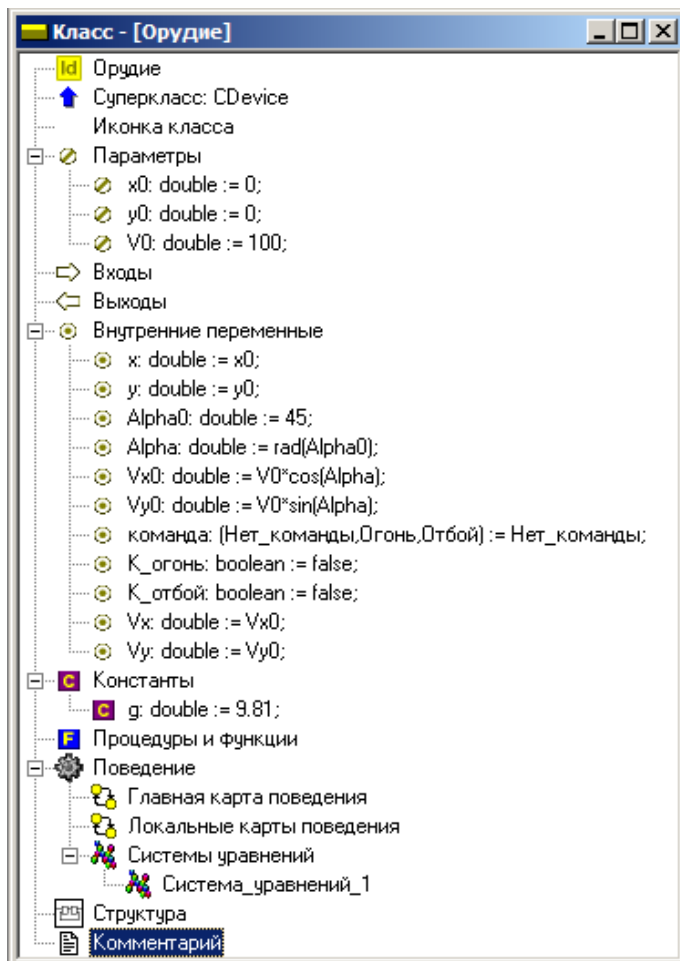 Класс - [Орудие]
Id Орудие
Суперкласс: CDevice
Иконка класса
Параметры
x0: double := 0;
y0: double := 0;
V0: double := 100;
Входы
Выходы
Внутренние переменные
x: double := x0;
y: double := y0;
Alpha0: double := 45;
Alpha: double := rad(Alpha0);
Vx0: double := V0*cos(Alpha);
Vy0: double := V0*sin(Alpha);
команда: (Нет_команды,Огонь,Отбой) := Нет_команды;
К_огонь: boolean := false;
К_отбой: boolean := false;
Vx: double := Vx0;
Vy: double := Vy0;
C Константы
C g: double := 9.81;
F Процедуры и функции
Поведение
Главная карта поведения
Локальные карты поведения
Системы уравнений
Система_уравнений_1
Структура
Комментарий